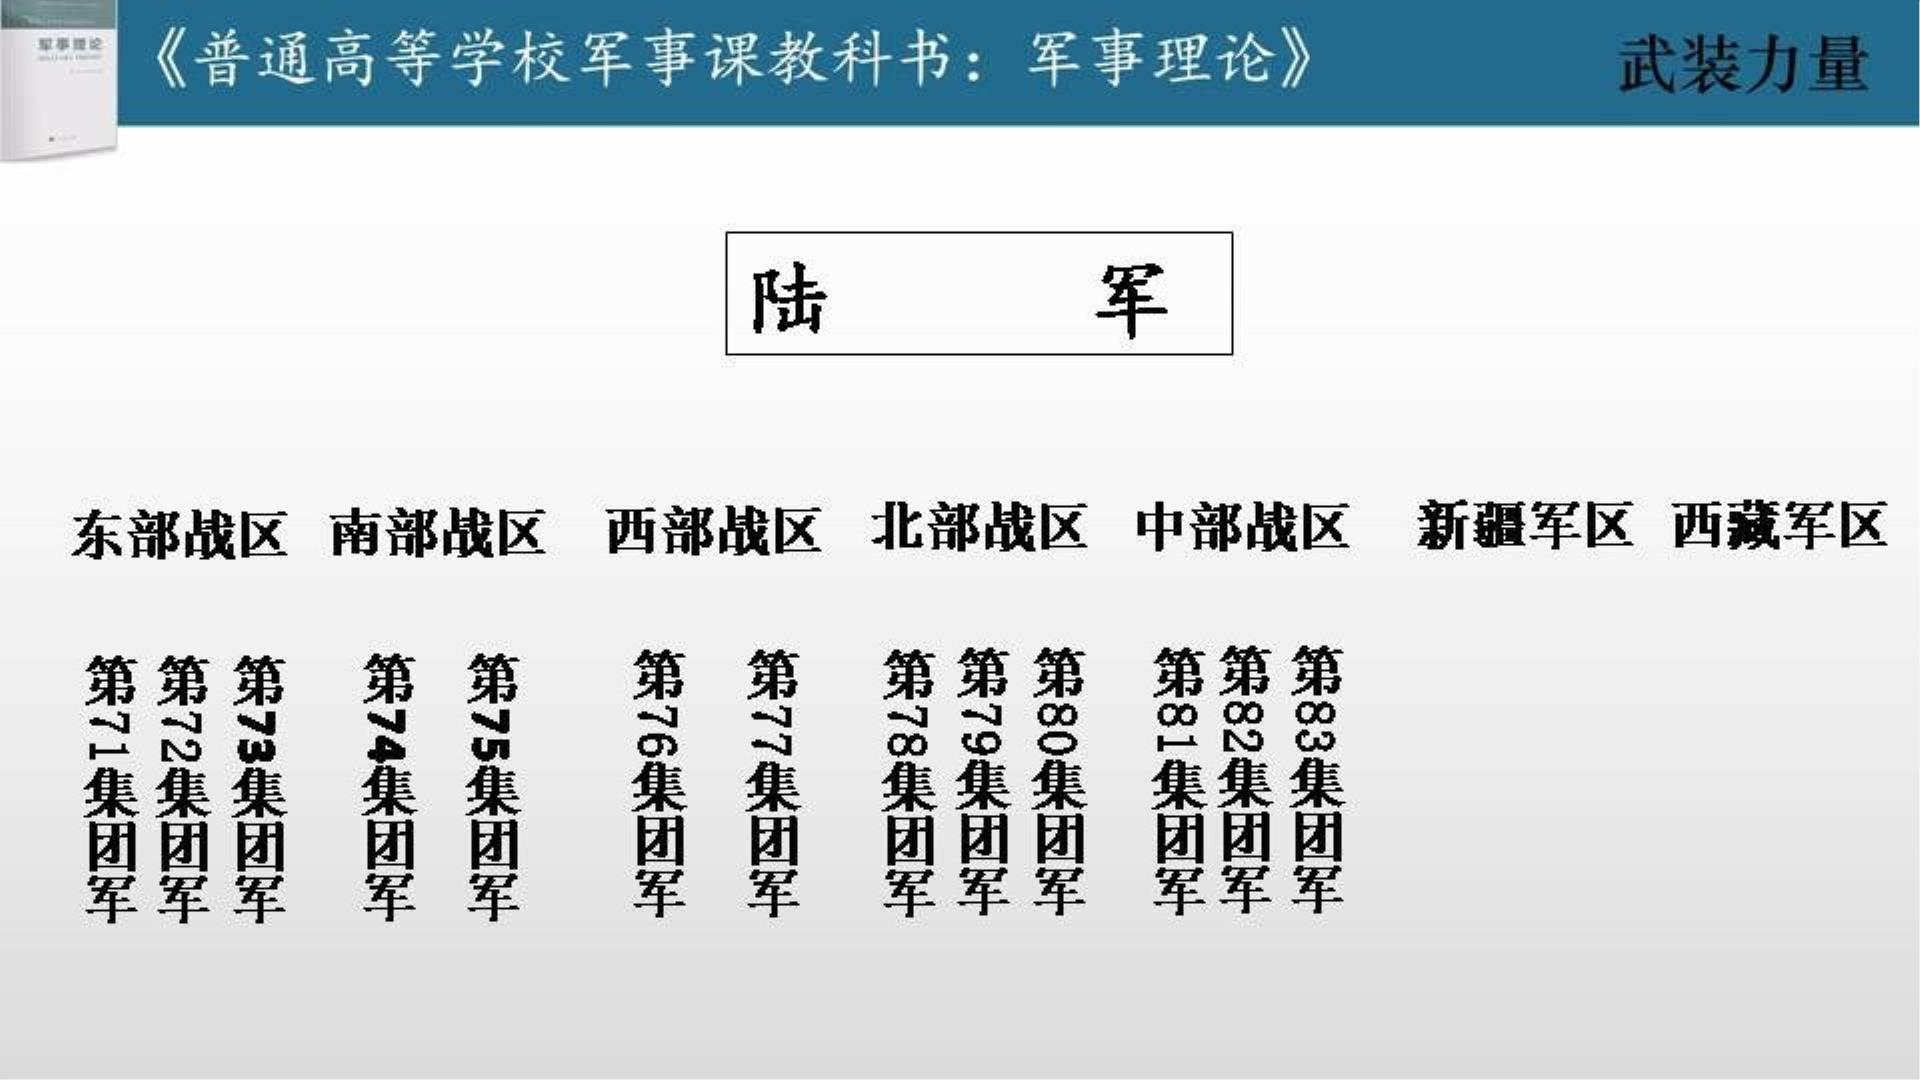 军事理论
《普通高等学校军事课教科书：军事理论》
武装力量
陆 军
东部战区 南部战区 西部战区 北部战区 中部战区 新疆军区 西藏军区
第71集团军
第72集团军
第73集团军
第74集团军
第75集团军
第76集团军
第77集团军
第78集团军
第79集团军
第80集团军
第81集团军
第82集团军
第83集团军